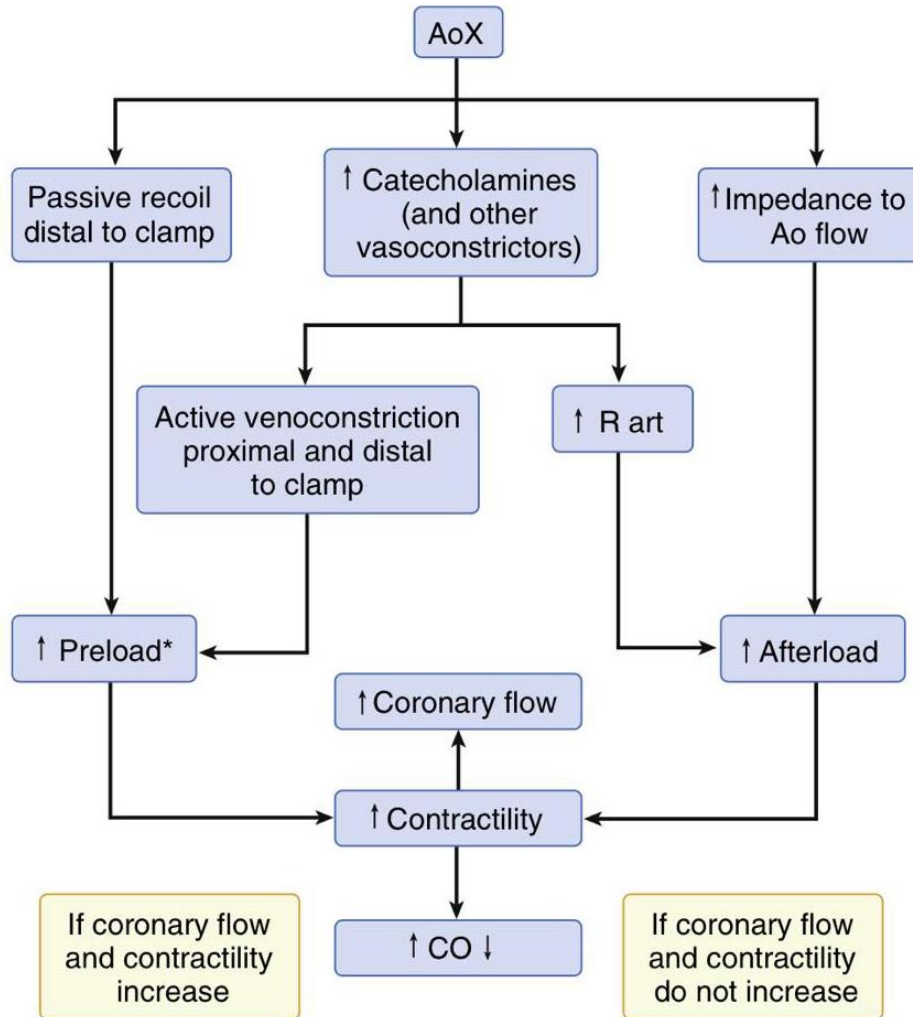 AoX
Passive recoil
distal to clamp
↑ Catecholamines
(and other
vasoconstrictors)
↑ Impedance to
Ao flow
Active venoconstriction
proximal and distal
to clamp
↑ R art
↑ Preload*
↑ Afterload
↑ Coronary flow
↑ Contractility
If coronary flow
and contractility
increase
↑ CO ↓
If coronary flow
and contractility
do not increase